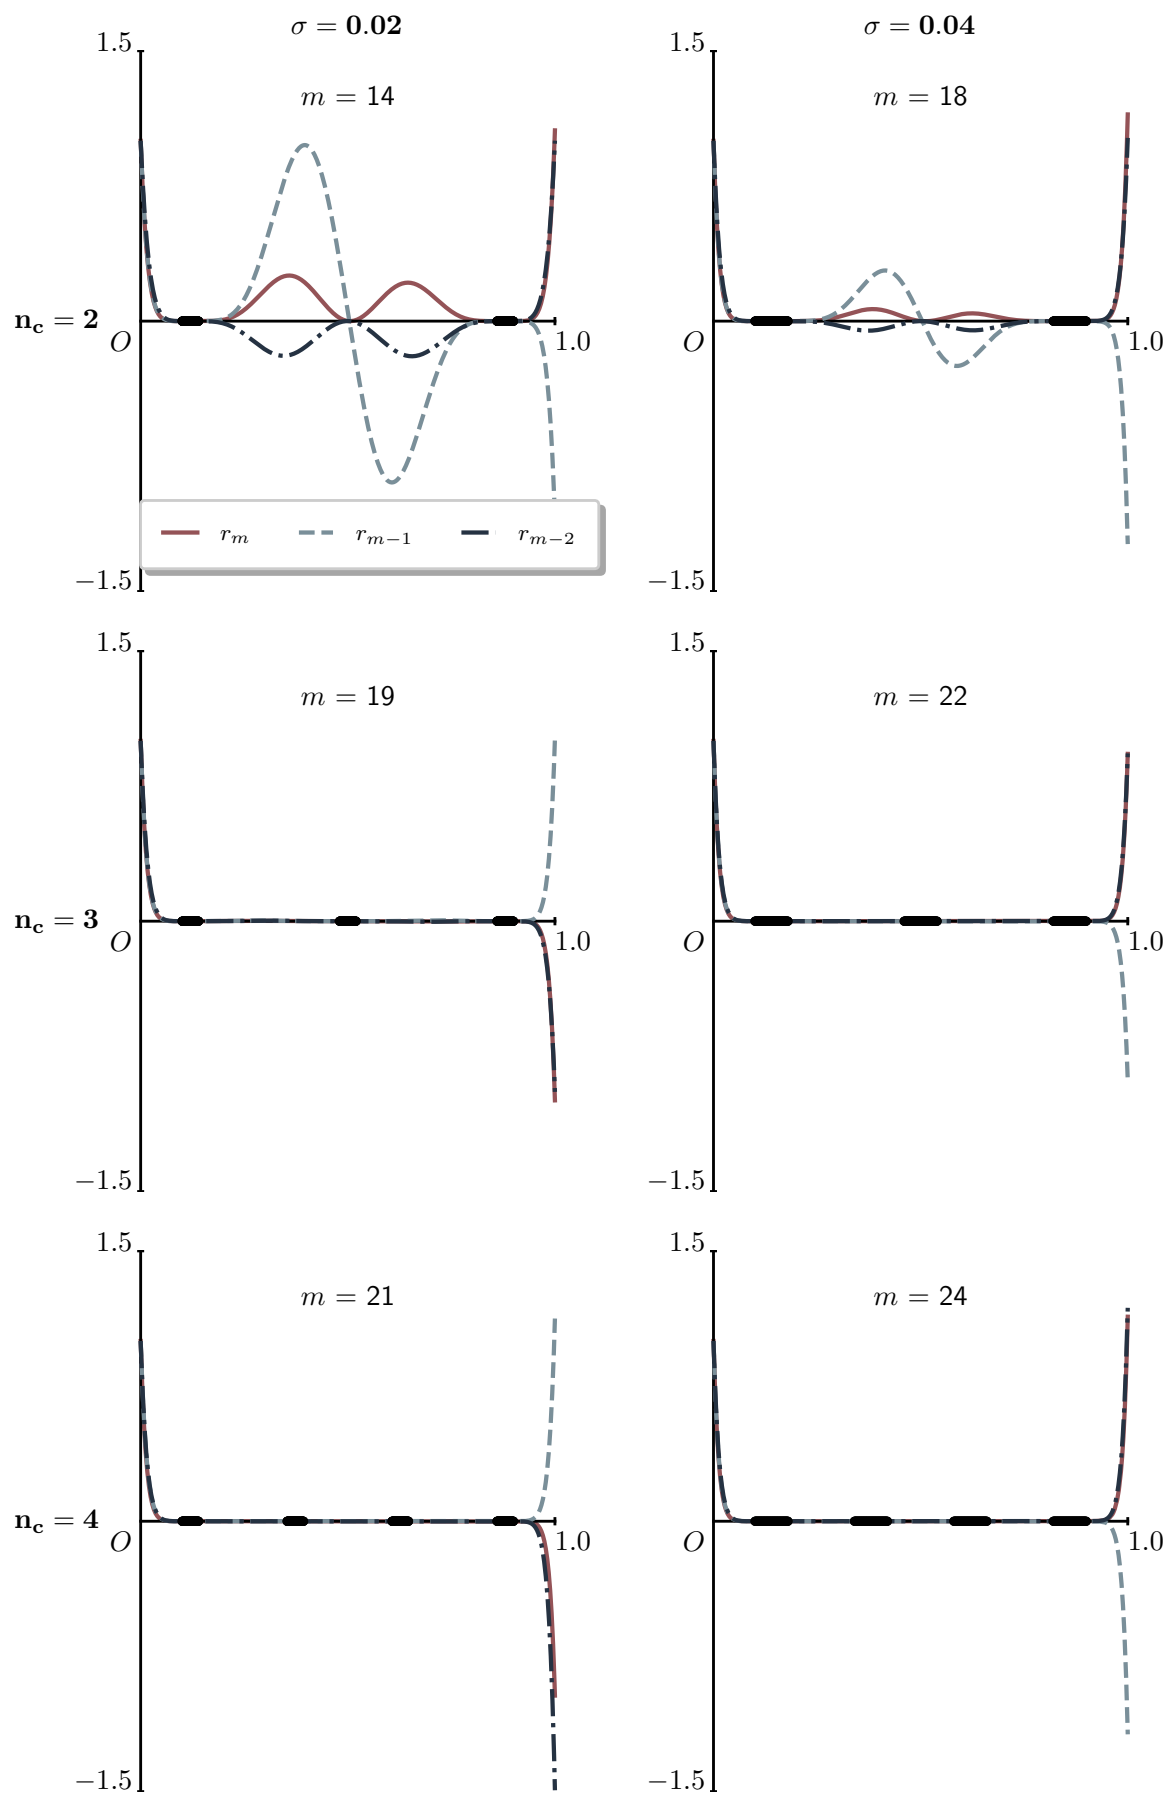 σ = 0.02
σ = 0.04
1.5
1.5
m = 14
m = 18
n_c = 2
O
1.0
O
1.0
r_m
r_{m−1}
r_{m−2}
−1.5
−1.5
1.5
1.5
m = 19
m = 22
n_c = 3
O
1.0
O
1.0
−1.5
−1.5
1.5
1.5
m = 21
m = 24
n_c = 4
O
1.0
O
1.0
−1.5
−1.5